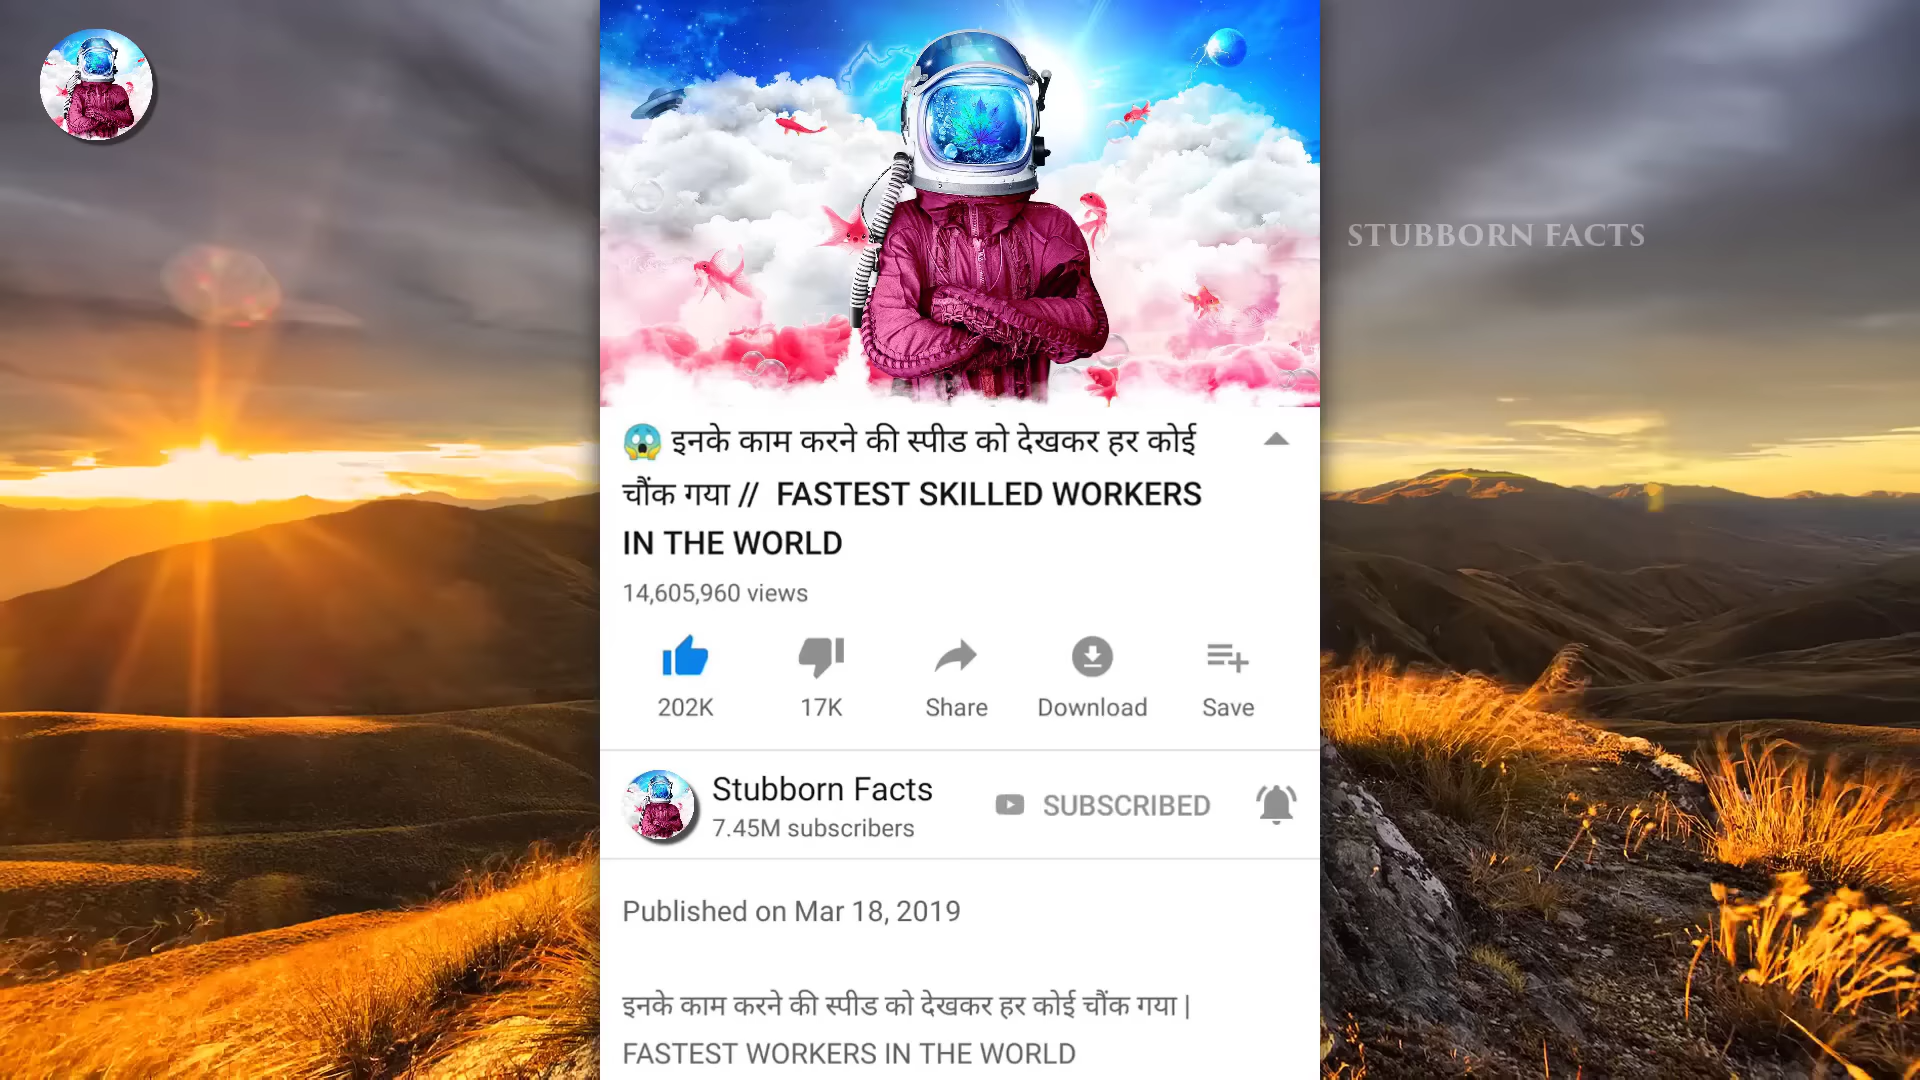 STUBBORN FACTS
😱 इनके काम करने की स्पीड को देखकर हर कोई
चौंक गया // FASTEST SKILLED WORKERS
IN THE WORLD
14,605,960 views
202K 17K Share Download Save
Stubborn Facts
SUBSCRIBED
7.45M subscribers
Published on Mar 18, 2019
इनके काम करने की स्पीड को देखकर हर कोई चौंक गया |
FASTEST WORKERS IN THE WORLD